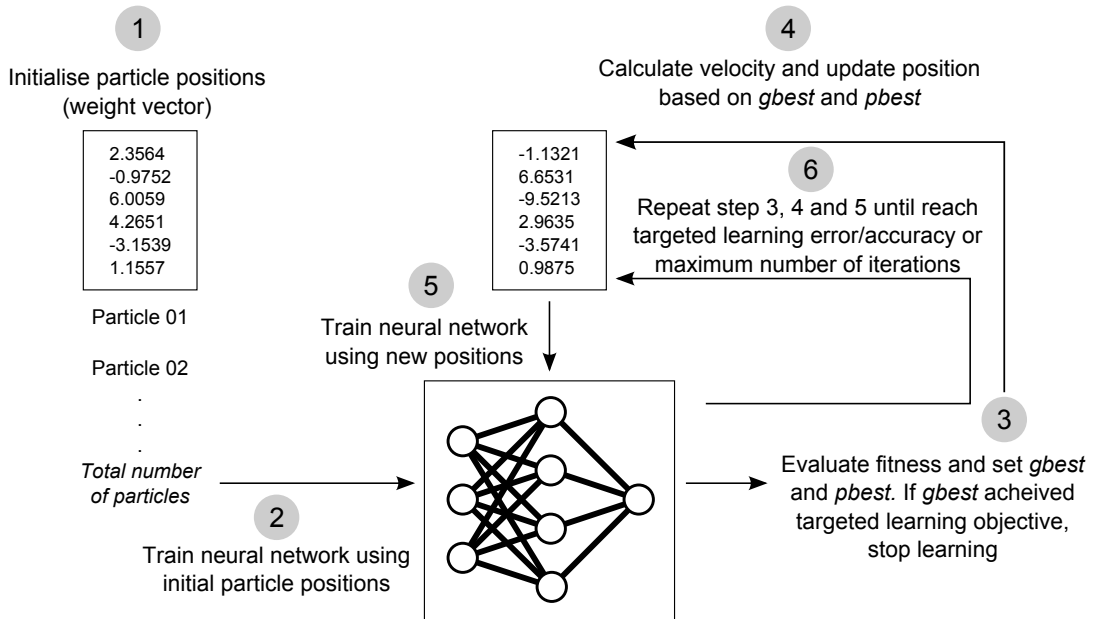 1
Initialise particle positions
(weight vector)
2.3564
-0.9752
6.0059
4.2651
-3.1539
1.1557
Particle 01
Particle 02
.
.
.
Total number
of particles
2
Train neural network using
initial particle positions
3
Evaluate fitness and set gbest
and pbest. If gbest acheived
targeted learning objective,
stop learning
4
Calculate velocity and update position
based on gbest and pbest
-1.1321
6.6531
-9.5213
2.9635
-3.5741
0.9875
5
Train neural network
using new positions
6
Repeat step 3, 4 and 5 until reach
targeted learning error/accuracy or
maximum number of iterations